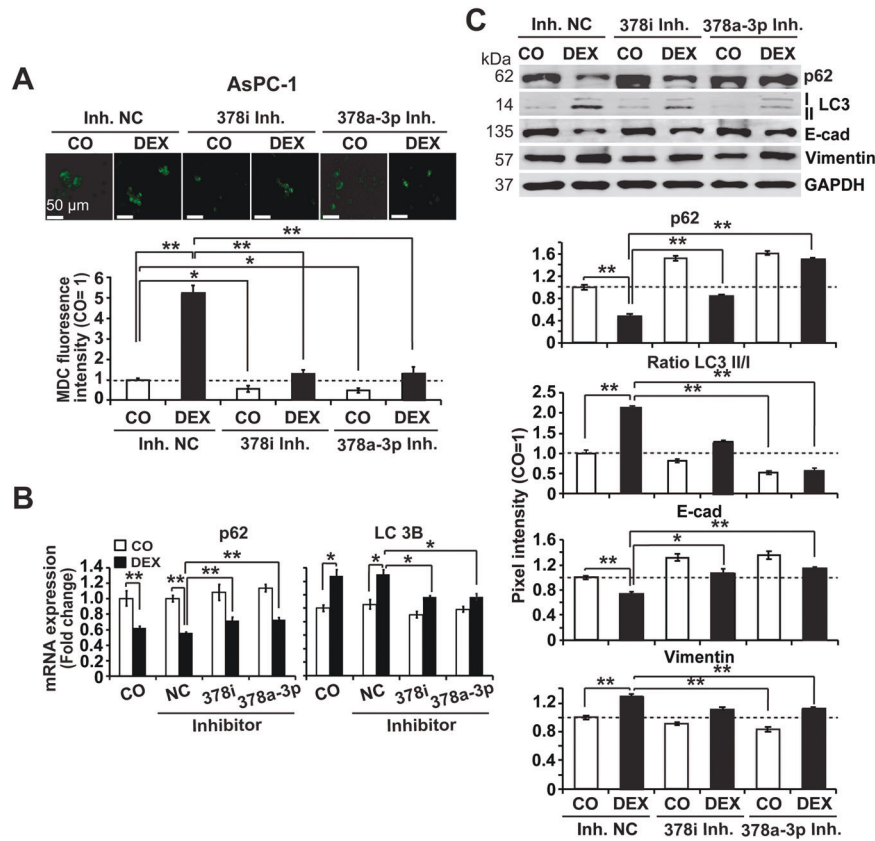 A
AsPC-1
Inh. NC 378i Inh. 378a-3p Inh.
CO DEX CO DEX CO DEX
50 µm
MDC fluoresence
intensity (CO= 1)
** ** ** * *
6
5
4
3
2
1
0
CO DEX CO DEX CO DEX
Inh. NC 378i Inh. 378a-3p Inh.
B
p62 LC 3B
CO
DEX
mRNA expression
(Fold change)
1.4
1.2
1.0
0.8
0.6
0.4
0.2
0
** ** ** **
* * * *
CO NC 378i 378a-3p
Inhibitor
CO NC 378i 378a-3p
Inhibitor
C
Inh. NC 378i Inh. 378a-3p Inh.
kDa CO DEX CO DEX CO DEX
62 p62
14 I II LC3
135 E-cad
57 Vimentin
37 GAPDH
Pixel intensity (CO=1)
p62
** ** **
1.6
1.2
0.8
0.4
0
Ratio LC3 II/I
** ** **
2.5
2.0
1.5
1.0
0.5
0
E-cad
** * **
1.6
1.2
0.8
0.4
0
Vimentin
** ** **
1.6
1.2
0.8
0.4
0
CO DEX CO DEX CO DEX
Inh. NC 378i Inh. 378a-3p Inh.